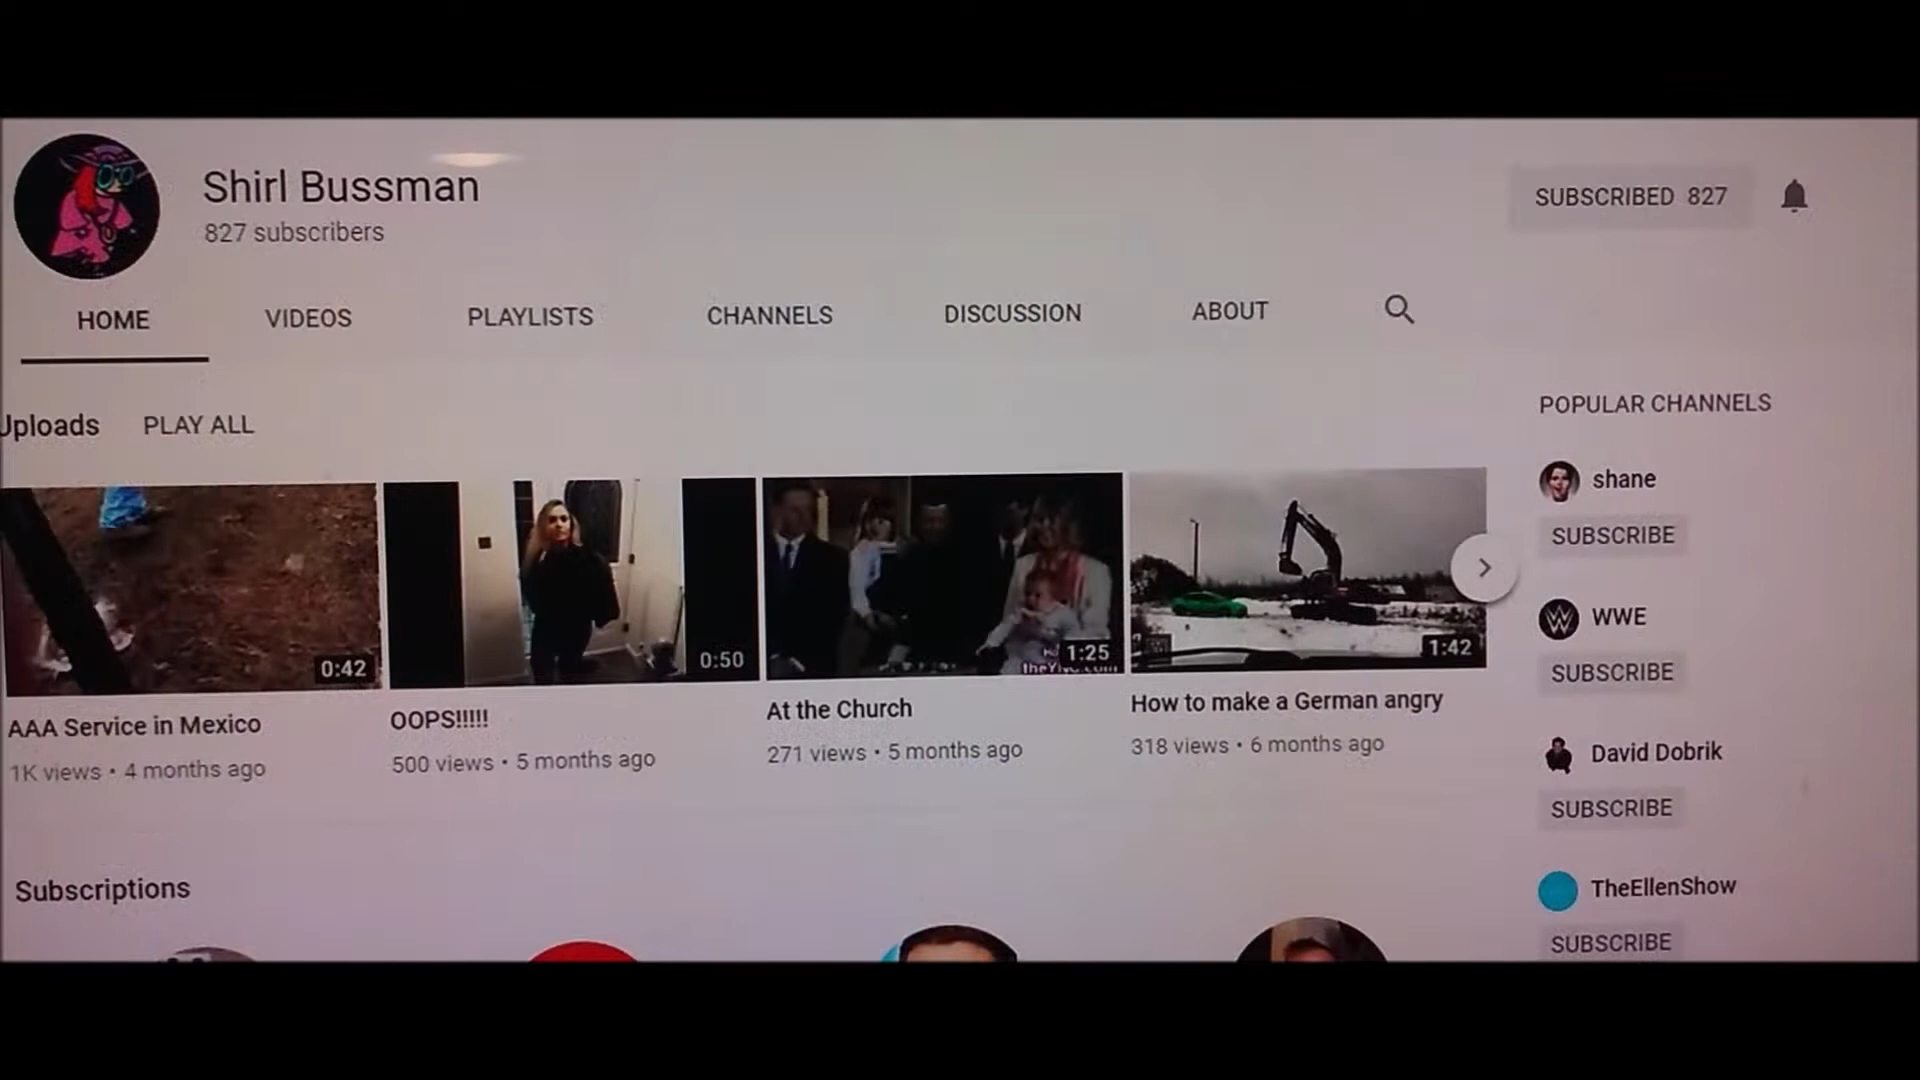 Shirl Bussman
827 subscribers
SUBSCRIBED 827
HOME VIDEOS PLAYLISTS CHANNELS DISCUSSION ABOUT
Uploads PLAY ALL
0:42
0:50
1:25
1:42
AAA Service in Mexico
1K views • 4 months ago
OOPS!!!!!
500 views • 5 months ago
At the Church
271 views • 5 months ago
How to make a German angry
318 views • 6 months ago
POPULAR CHANNELS
shane
SUBSCRIBE
WWE
SUBSCRIBE
David Dobrik
SUBSCRIBE
TheEllenShow
SUBSCRIBE
Subscriptions